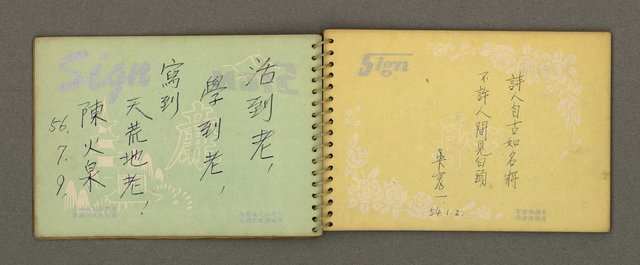 活到老，
學到老，
寫到
天荒地老！
陳火泉
56.
7.
9.
Sign
Sign
詩人自古如名將
不許人間見白頭
54.1.2.